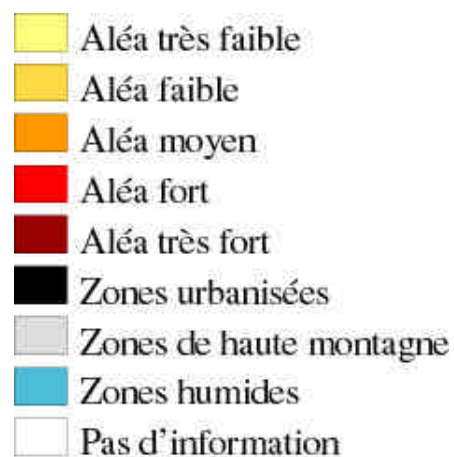 Aléa très faible
Aléa faible
Aléa moyen
Aléa fort
Aléa très fort
Zones urbanisées
Zones de haute montagne
Zones humides
Pas d'information